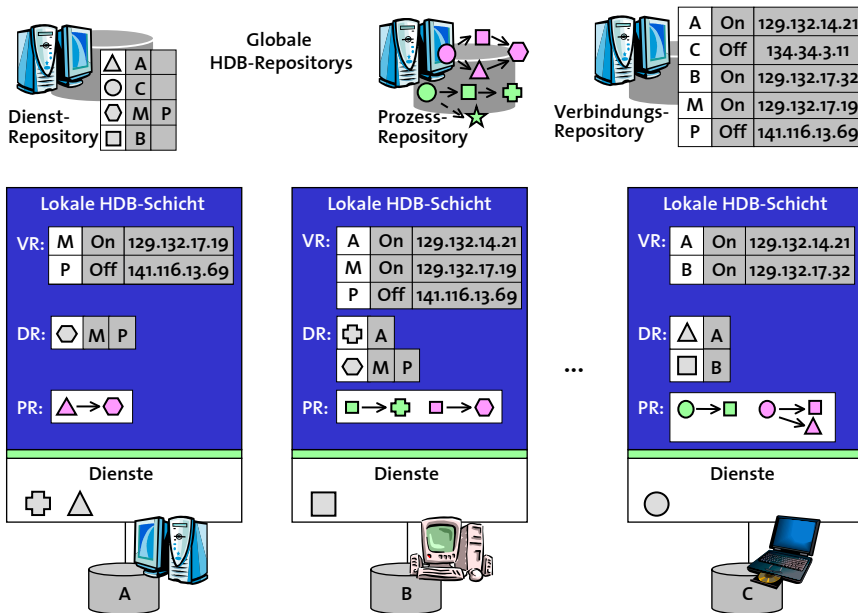 Globale
HDB-Repositorys
Dienst-
Repository
A
C
M P
B
Prozess-
Repository
Verbindungs-
Repository
A On 129.132.14.21
C Off 134.34.3.11
B On 129.132.17.32
M On 129.132.17.19
P Off 141.116.13.69
Lokale HDB-Schicht
VR: M On 129.132.17.19
P Off 141.116.13.69
DR: M P
PR:
Dienste
A
Lokale HDB-Schicht
VR: A On 129.132.14.21
M On 129.132.17.19
P Off 141.116.13.69
DR: A
M P
PR:
Dienste
B
...
Lokale HDB-Schicht
VR: A On 129.132.14.21
B On 129.132.17.32
DR: A
B
PR:
Dienste
C